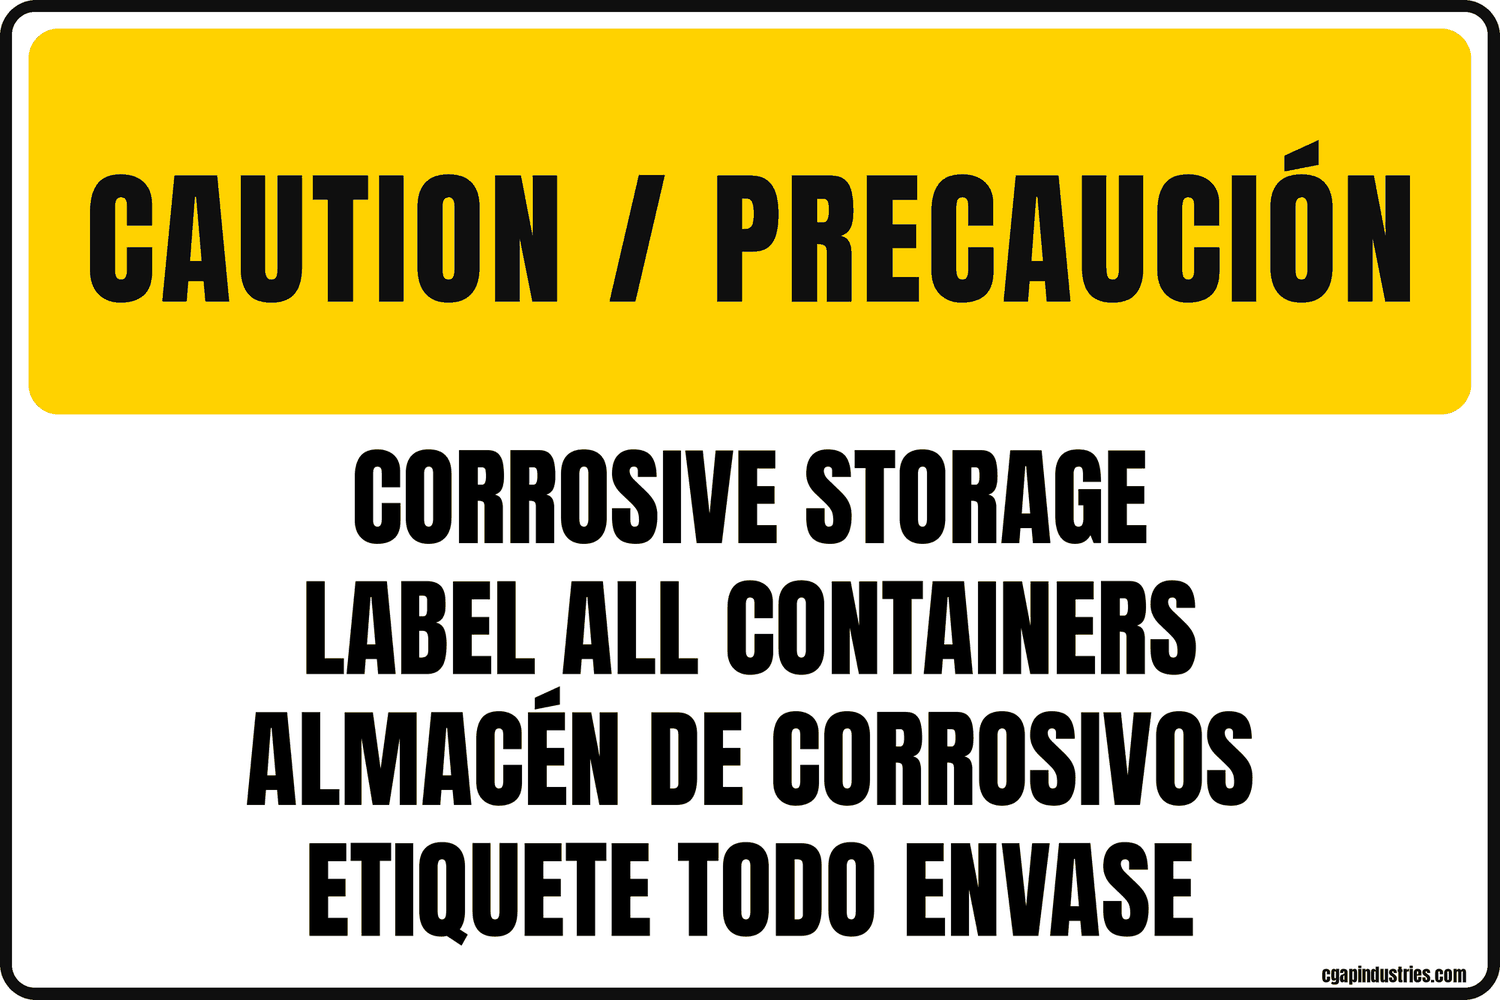 CAUTION / PRECAUCIÓN
CORROSIVE STORAGE
LABEL ALL CONTAINERS
ALMACÉN DE CORROSIVOS
ETIQUETE TODO ENVASE
cgapindustries.com